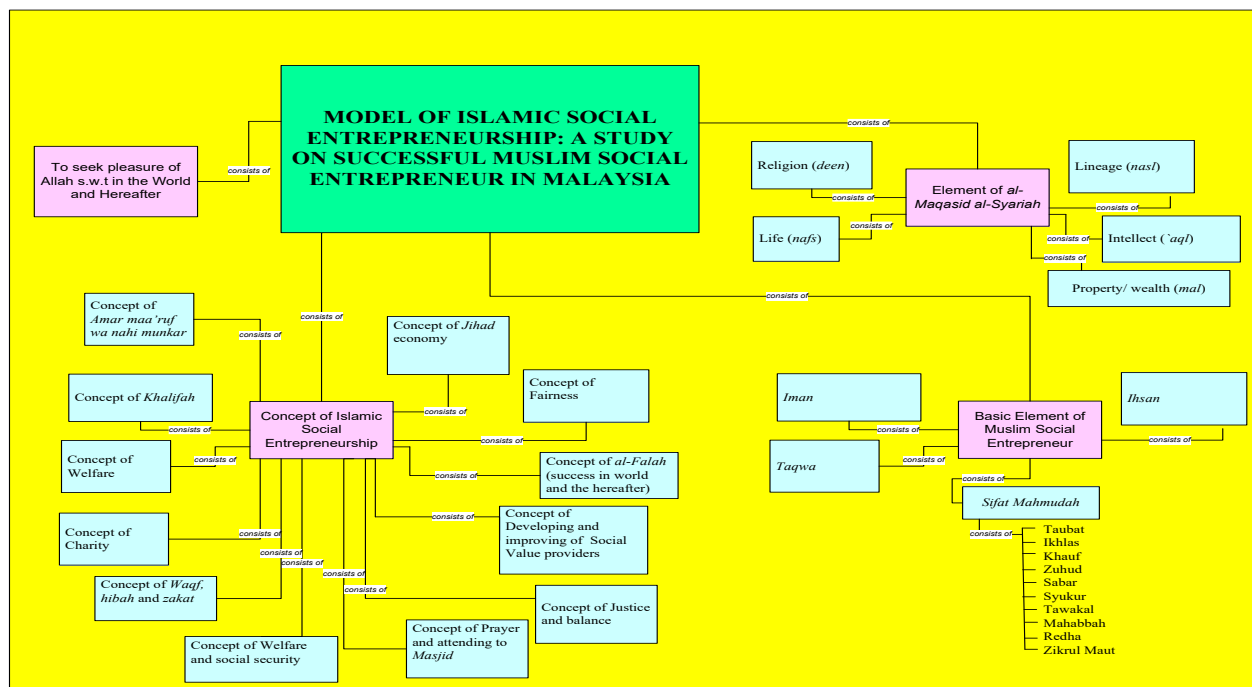 MODEL OF ISLAMIC SOCIAL
ENTREPRENEURSHIP: A STUDY
ON SUCCESSFUL MUSLIM SOCIAL
ENTREPRENEUR IN MALAYSIA
consists of
To seek pleasure of
Allah s.w.t in the World
and Hereafter
consists of
Element of al-
Maqasid al-Syariah
Religion (deen)
consists of
Life (nafs)
consists of
Lineage (nasl)
consists of
Intellect (`aql)
consists of
Property/ wealth (mal)
consists of
consists of
Concept of Islamic
Social
Entrepreneurship
Concept of
Amar maa’ruf
wa nahi munkar
consists of
Concept of Khalifah
consists of
Concept of
Welfare
consists of
Concept of
Charity
consists of
Concept of Waqf,
hibah and zakat
consists of
Concept of Welfare
and social security
consists of
Concept of Jihad
economy
consists of
Concept of
Fairness
consists of
Concept of al-Falah
(success in world
and the hereafter)
consists of
Concept of
Developing and
improving of Social
Value providers
consists of
Concept of Justice
and balance
consists of
Concept of Prayer
and attending to
Masjid
consists of
consists of
Basic Element of
Muslim Social
Entrepreneur
Iman
consists of
Taqwa
consists of
Ihsan
consists of
consists of
Sifat Mahmudah
consists of
Taubat
Ikhlas
Khauf
Zuhud
Sabar
Syukur
Tawakal
Mahabbah
Redha
Zikrul Maut